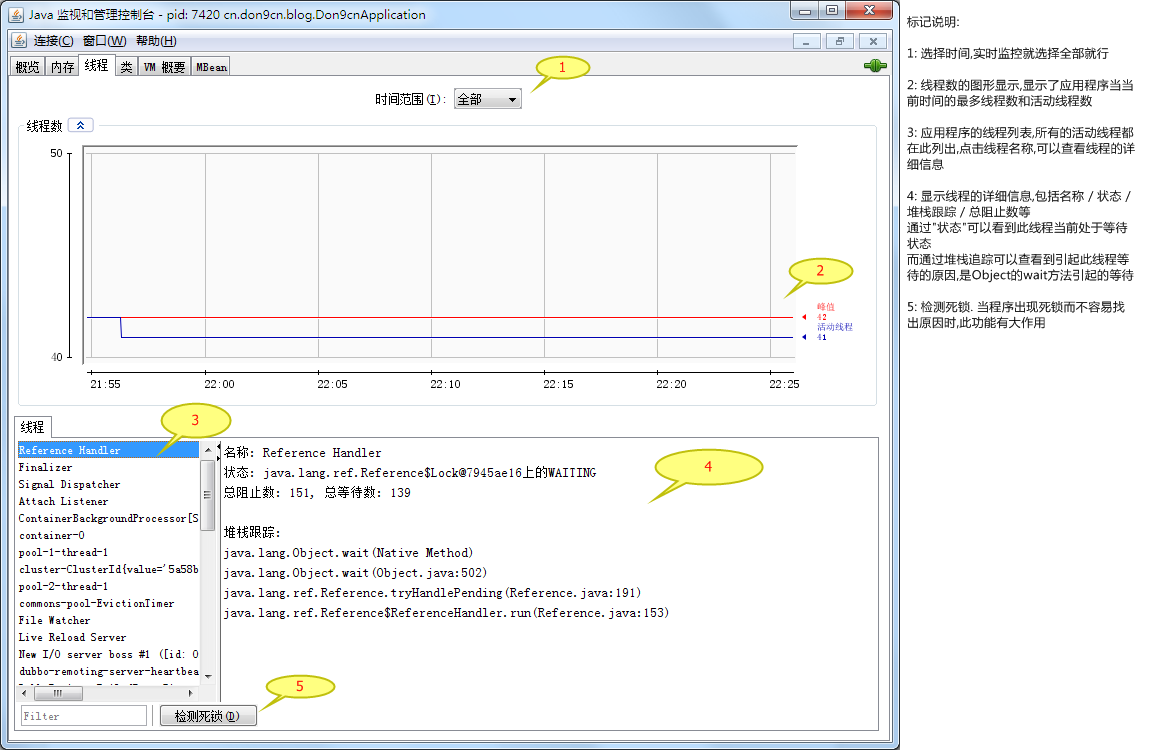 Java 监视和管理控制台 - pid: 7420 cn.don9cn.blog.Don9cnApplication
连接(C) 窗口(W) 帮助(H)
概览 内存 线程 类 VM 概要 MBean
1
时间范围(I): 全部
线程数
50
40
2
峰值
42
活动线程
41
21:55 22:00 22:05 22:10 22:15 22:20 22:25
线程
3
Reference Handler
Finalizer
Signal Dispatcher
Attach Listener
ContainerBackgroundProcessor[S
container-0
pool-1-thread-1
cluster-ClusterId{value='5a58b
pool-2-thread-1
commons-pool-EvictionTimer
File Watcher
Live Reload Server
New I/O server boss #1 ([id: 0
dubbo-remoting-server-heartbea
Filter
检测死锁(D)
5
4
名称: Reference Handler
状态: java.lang.ref.Reference$Lock@7945ae16上的WAITING
总阻止数: 151, 总等待数: 139
堆栈跟踪:
java.lang.Object.wait(Native Method)
java.lang.Object.wait(Object.java:502)
java.lang.ref.Reference.tryHandlePending(Reference.java:191)
java.lang.ref.Reference$ReferenceHandler.run(Reference.java:153)
标记说明:
1: 选择时间,实时监控就选择全部就行
2: 线程数的图形显示,显示了应用程序当当
前时间的最多线程数和活动线程数
3: 应用程序的线程列表,所有的活动线程都
在此列出,点击线程名称,可以查看线程的详
细信息
4: 显示线程的详细信息,包括名称 / 状态 /
堆栈跟踪 / 总阻止数等
通过"状态"可以看到此线程当前处于等待
状态
而通过堆栈追踪可以查看到引起此线程等
待的原因,是Object的wait方法引起的等待
5: 检测死锁. 当程序出现死锁而不容易找
出原因时,此功能有大作用